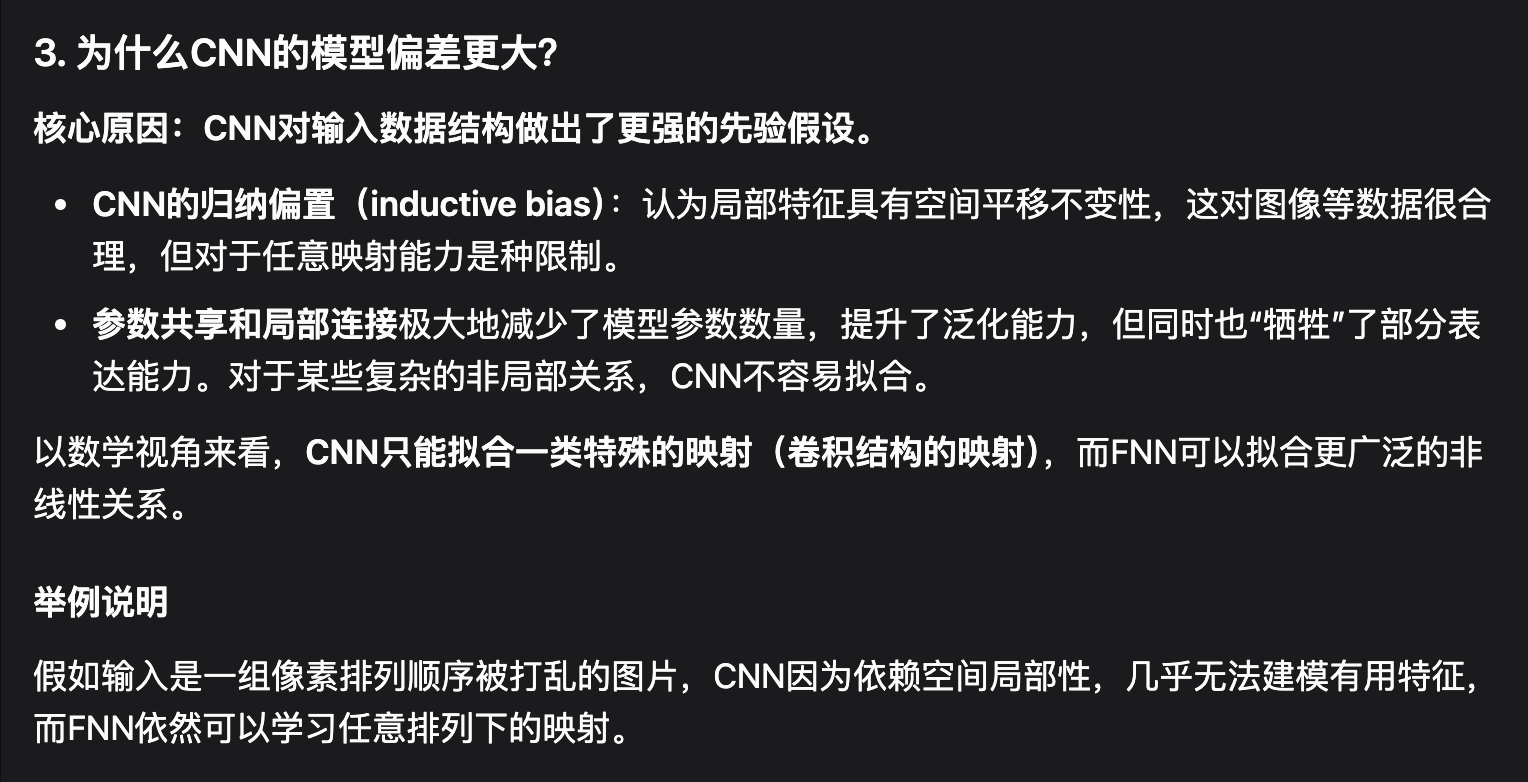 3. 为什么CNN的模型偏差更大?
核心原因：CNN对输入数据结构做出了更强的先验假设。
• CNN的归纳偏置（inductive bias）：认为局部特征具有空间平移不变性，这对图像等数据很合
理，但对于任意映射能力是种限制。
• 参数共享和局部连接极大地减少了模型参数数量，提升了泛化能力，但同时也“牺牲”了部分表
达能力。对于某些复杂的非局部关系，CNN不容易拟合。
以数学视角来看，CNN只能拟合一类特殊的映射（卷积结构的映射），而FNN可以拟合更广泛的非
线性关系。
举例说明
假如输入是一组像素排列顺序被打乱的图片，CNN因为依赖空间局部性，几乎无法建模有用特征，
而FNN依然可以学习任意排列下的映射。